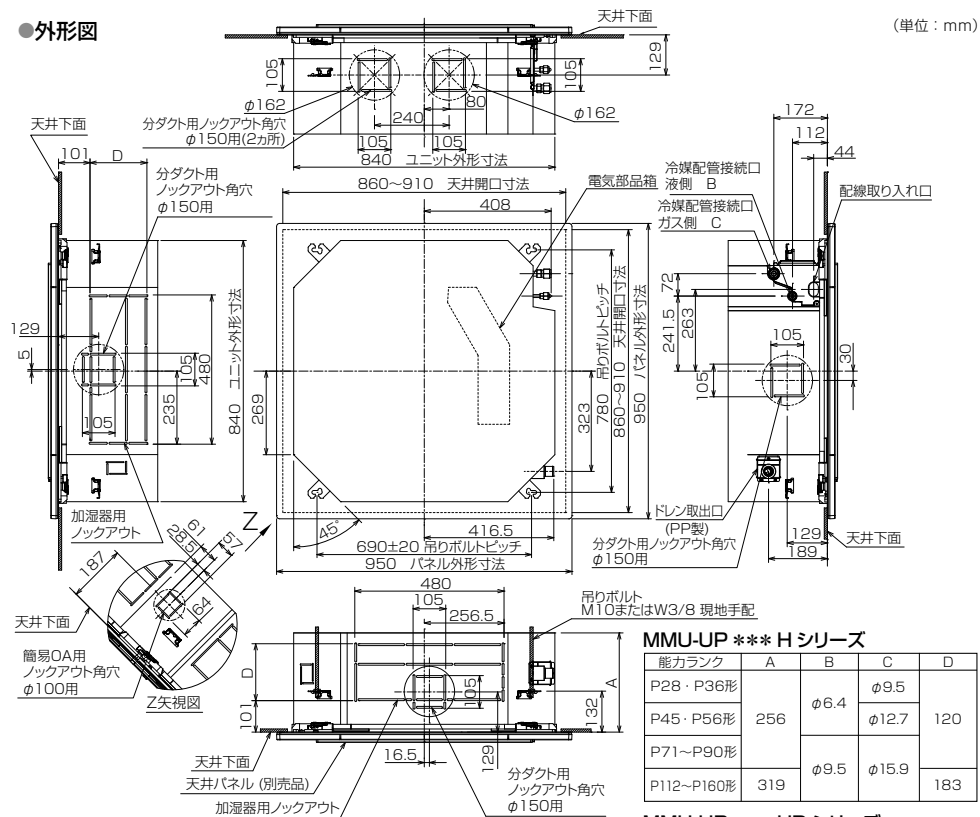 ●外形図
(単位：mm)
天井下面
129
105
105
φ162
80
φ162
分ダクト用ノックアウト角穴
φ150用(2ヵ所)
240
105
105
840 ユニット外形寸法
860~910 天井開口寸法
408
電気部品箱
天井下面
101
D
分ダクト用
ノックアウト角穴
φ150用
129
5
105
105
480
235
840 ユニット外形寸法
加湿器用
ノックアウト
269
323
780 吊りボルトピッチ
860~910 天井開口寸法
950 パネル外形寸法
45°
416.5
690±20 吊りボルトピッチ
950 パネル外形寸法
172
112
44
冷媒配管接続口
液側 B
配線取り入れ口
冷媒配管接続口
ガス側 C
72
241.5
263
105
105
30
ドレン取出口
(PP製)
129
天井下面
分ダクト用ノックアウト角穴
φ150用
189
Z
61
28.5
57
187
164
天井下面
簡易OA用
ノックアウト角穴
φ100用
Z矢視図
480
105
256.5
吊りボルト
M10またはW3/8 現地手配
D
101
105
A
132
129
16.5
天井下面
天井パネル (別売品)
加湿器用ノックアウト
分ダクト用
ノックアウト角穴
φ150用
MMU-UP *** H シリーズ
能力ランク A B C D
P28・P36形 256 φ6.4 φ9.5 120
P45・P56形 φ12.7
P71~P90形 φ9.5 φ15.9
P112~P160形 319 183